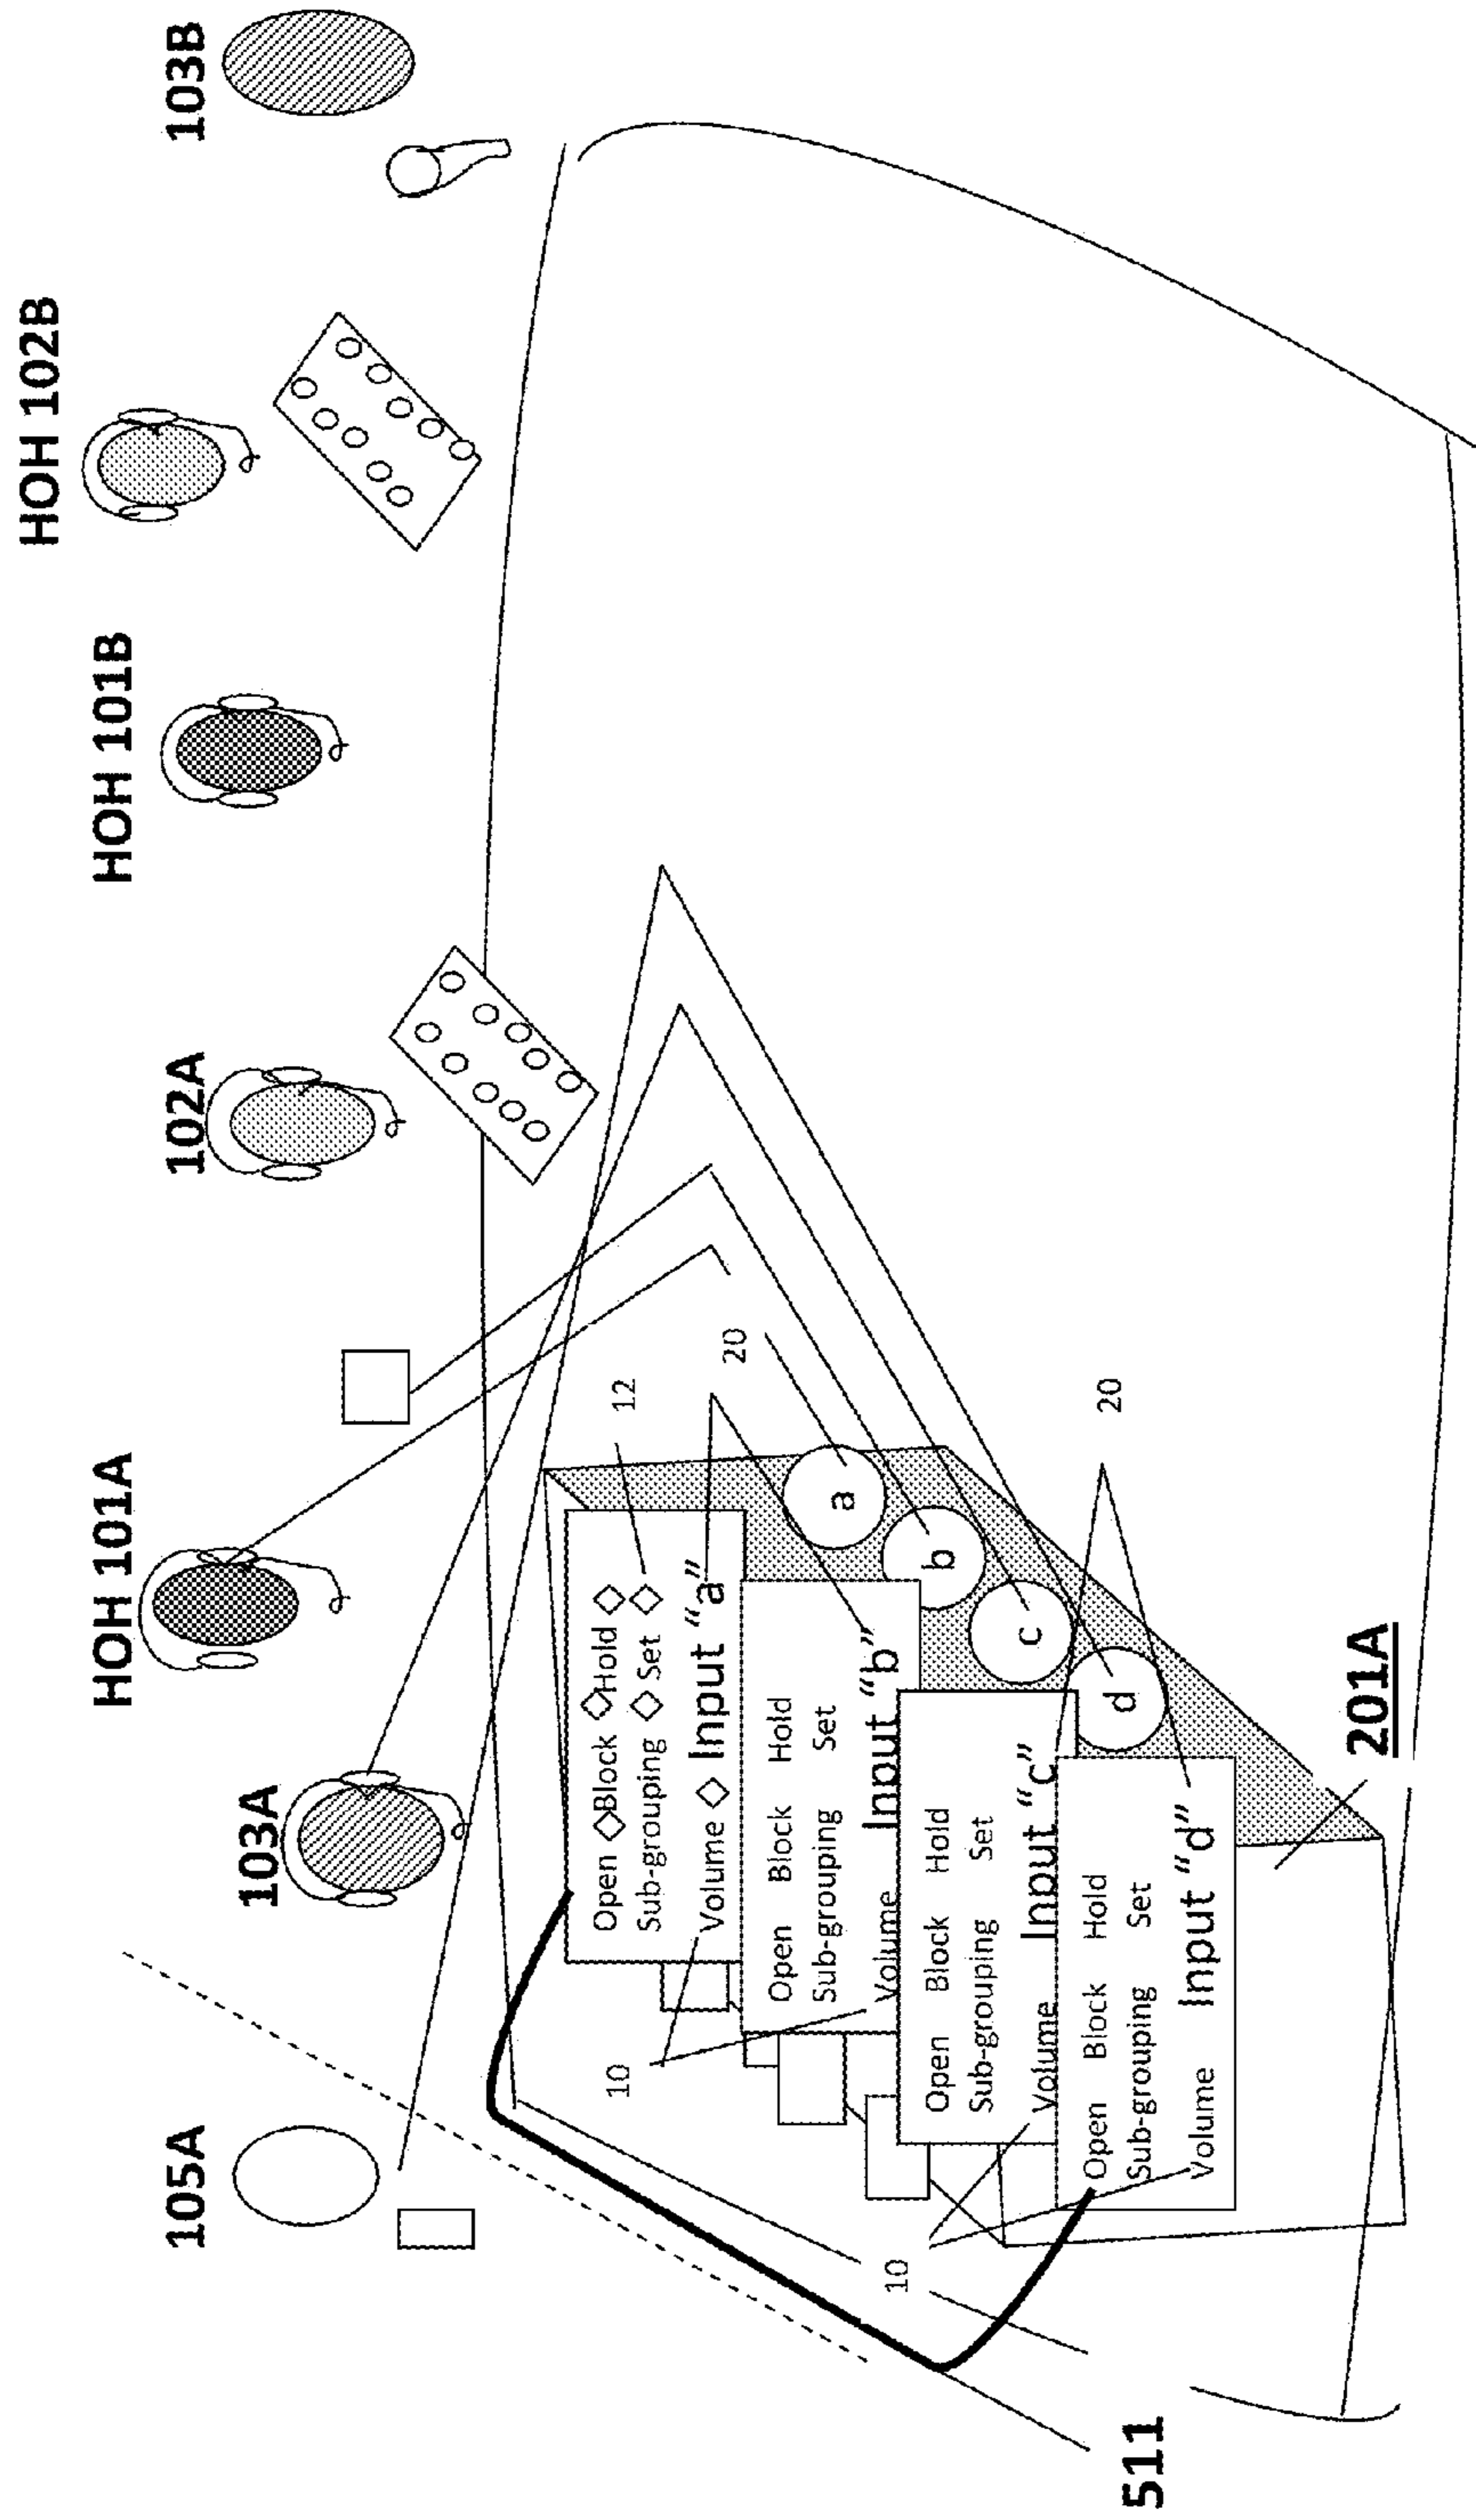 105A
103A
HOH 101A
102A
HOH 101B
HOH 102B
103B
Open ◇Block ◇Hold ◇
Sub-grouping ◇ Set ◇
Volume ◇ Input “a”
12
20
10
Open Block Hold
Sub-grouping Set
Volume Input “b”
Open Block Hold
Sub-grouping Set
Volume Input “c”
Open Block Hold
Sub-grouping Set
Volume Input “d”
a
b
c
d
10
20
511
201A